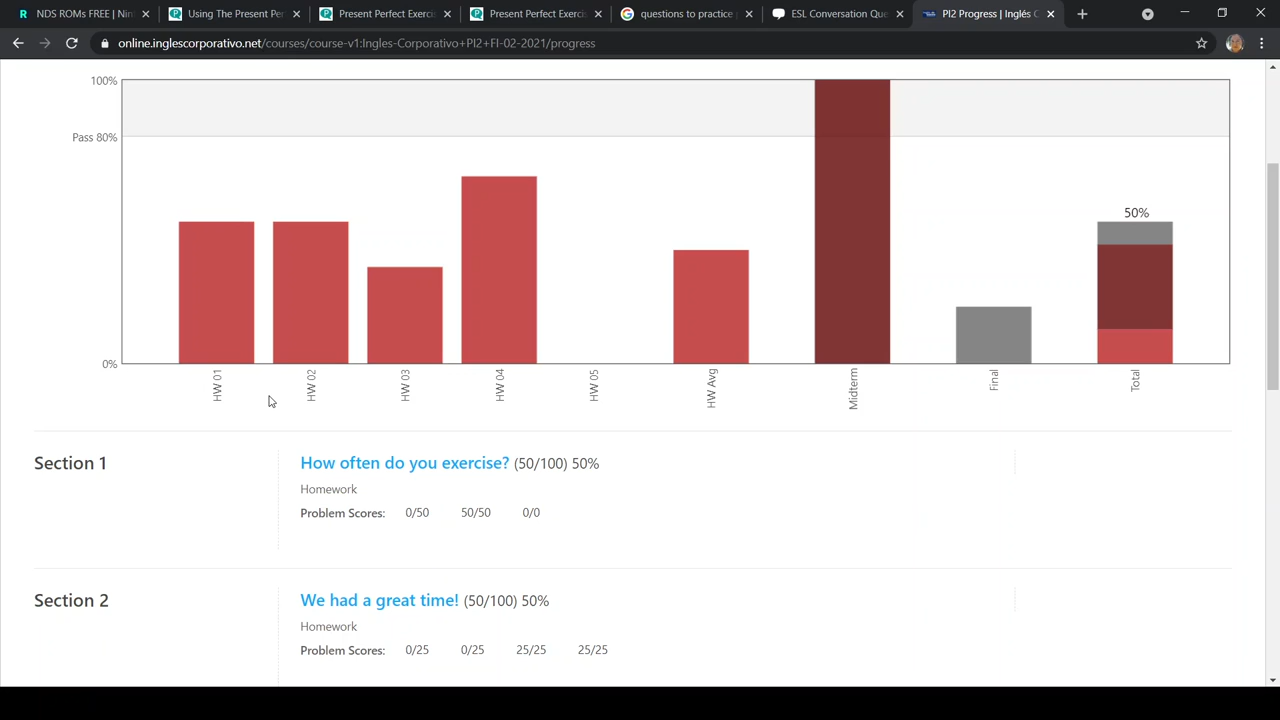 NDS ROMs FREE | Nin
Using The Present Per
Present Perfect Exercis
Present Perfect Exercis
questions to practice
ESL Conversation Que
PI2 Progress | Inglés C
online.inglescorporativo.net/courses/course-v1:Ingles-Corporativo+PI2+FI-02-2021/progress
100%
Pass 80%
50%
0%
HW 01
HW 02
HW 03
HW 04
HW 05
HW Avg
Midterm
Final
Total
Section 1
How often do you exercise? (50/100) 50%
Homework
Problem Scores: 0/50 50/50 0/0
Section 2
We had a great time! (50/100) 50%
Homework
Problem Scores: 0/25 0/25 25/25 25/25